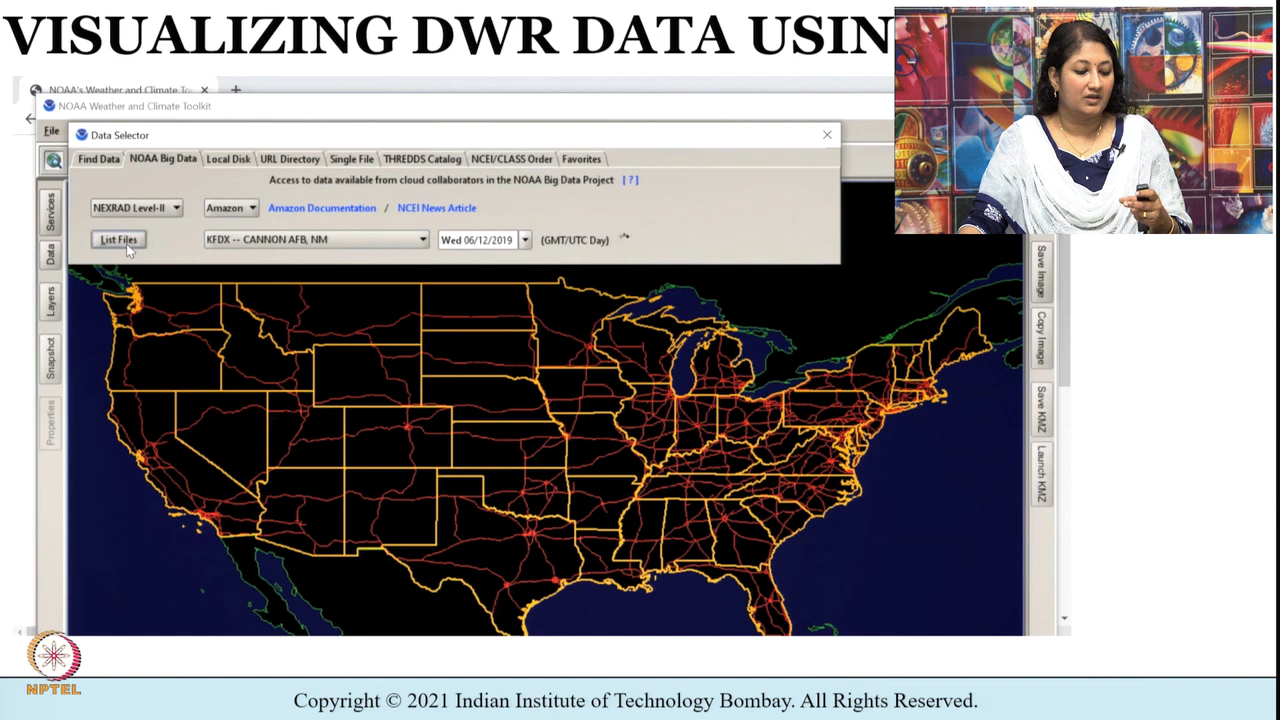 VISUALIZING DWR DATA USIN
NOAA's Weather and Climate To
NOAA Weather and Climate Toolkit
File
Data Selector
Find Data NOAA Big Data Local Disk URL Directory Single File THREDDS Catalog NCEI/CLASS Order Favorites
Access to data available from cloud collaborators in the NOAA Big Data Project [ ? ]
NEXRAD Level-II Amazon Amazon Documentation / NCEI News Article
List Files KFDX -- CANNON AFB, NM Wed 06/12/2019 (GMT/UTC Day)
Services
Data
Layers
Snapshot
Properties
Save Image
Copy Image
Save KMZ
Launch KMZ
NPTEL
Copyright © 2021 Indian Institute of Technology Bombay. All Rights Reserved.